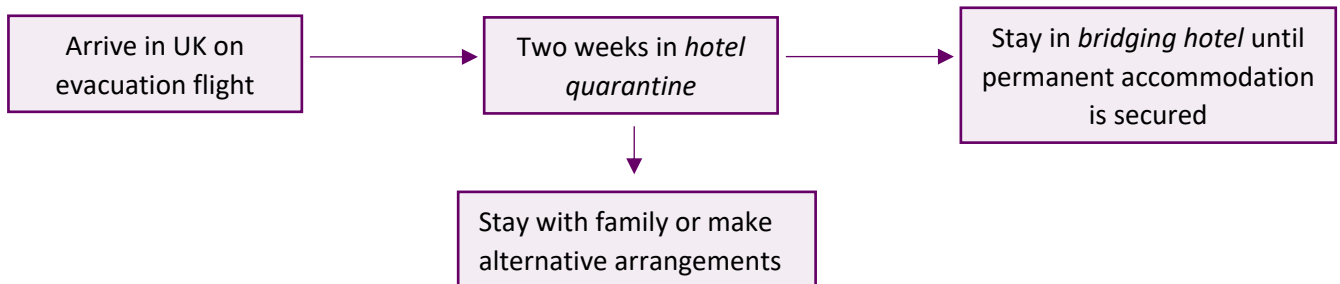 Arrive in UK on
evacuation flight
Two weeks in hotel
quarantine
Stay in bridging hotel until
permanent accommodation
is secured
Stay with family or make
alternative arrangements